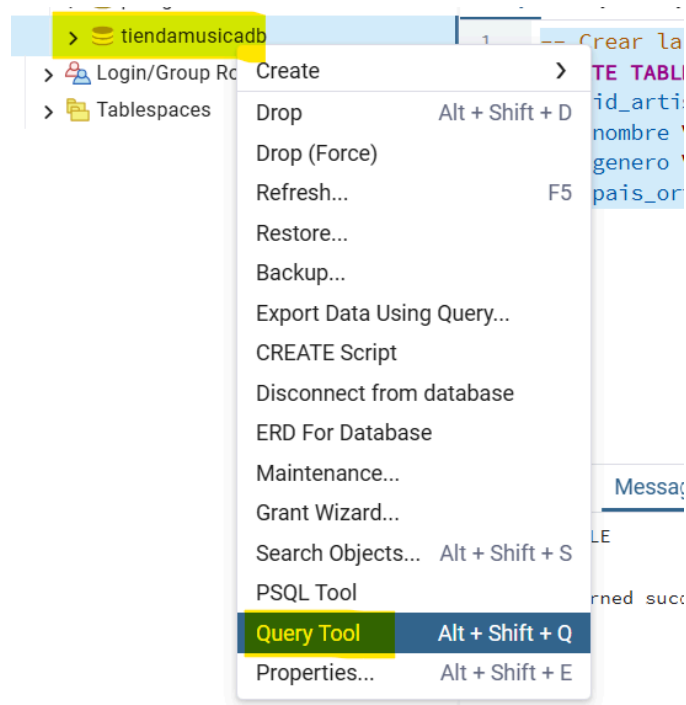 tiendamusicadb
Login/Group Ro
Tablespaces
1 -- Crear la
TE TABL
id_artis
nombre
genero
pais_or
Create
Drop Alt + Shift + D
Drop (Force)
Refresh... F5
Restore...
Backup...
Export Data Using Query...
CREATE Script
Disconnect from database
ERD For Database
Maintenance...
Grant Wizard...
Search Objects... Alt + Shift + S
PSQL Tool
Query Tool Alt + Shift + Q
Properties... Alt + Shift + E
Messag
LE
rned suc